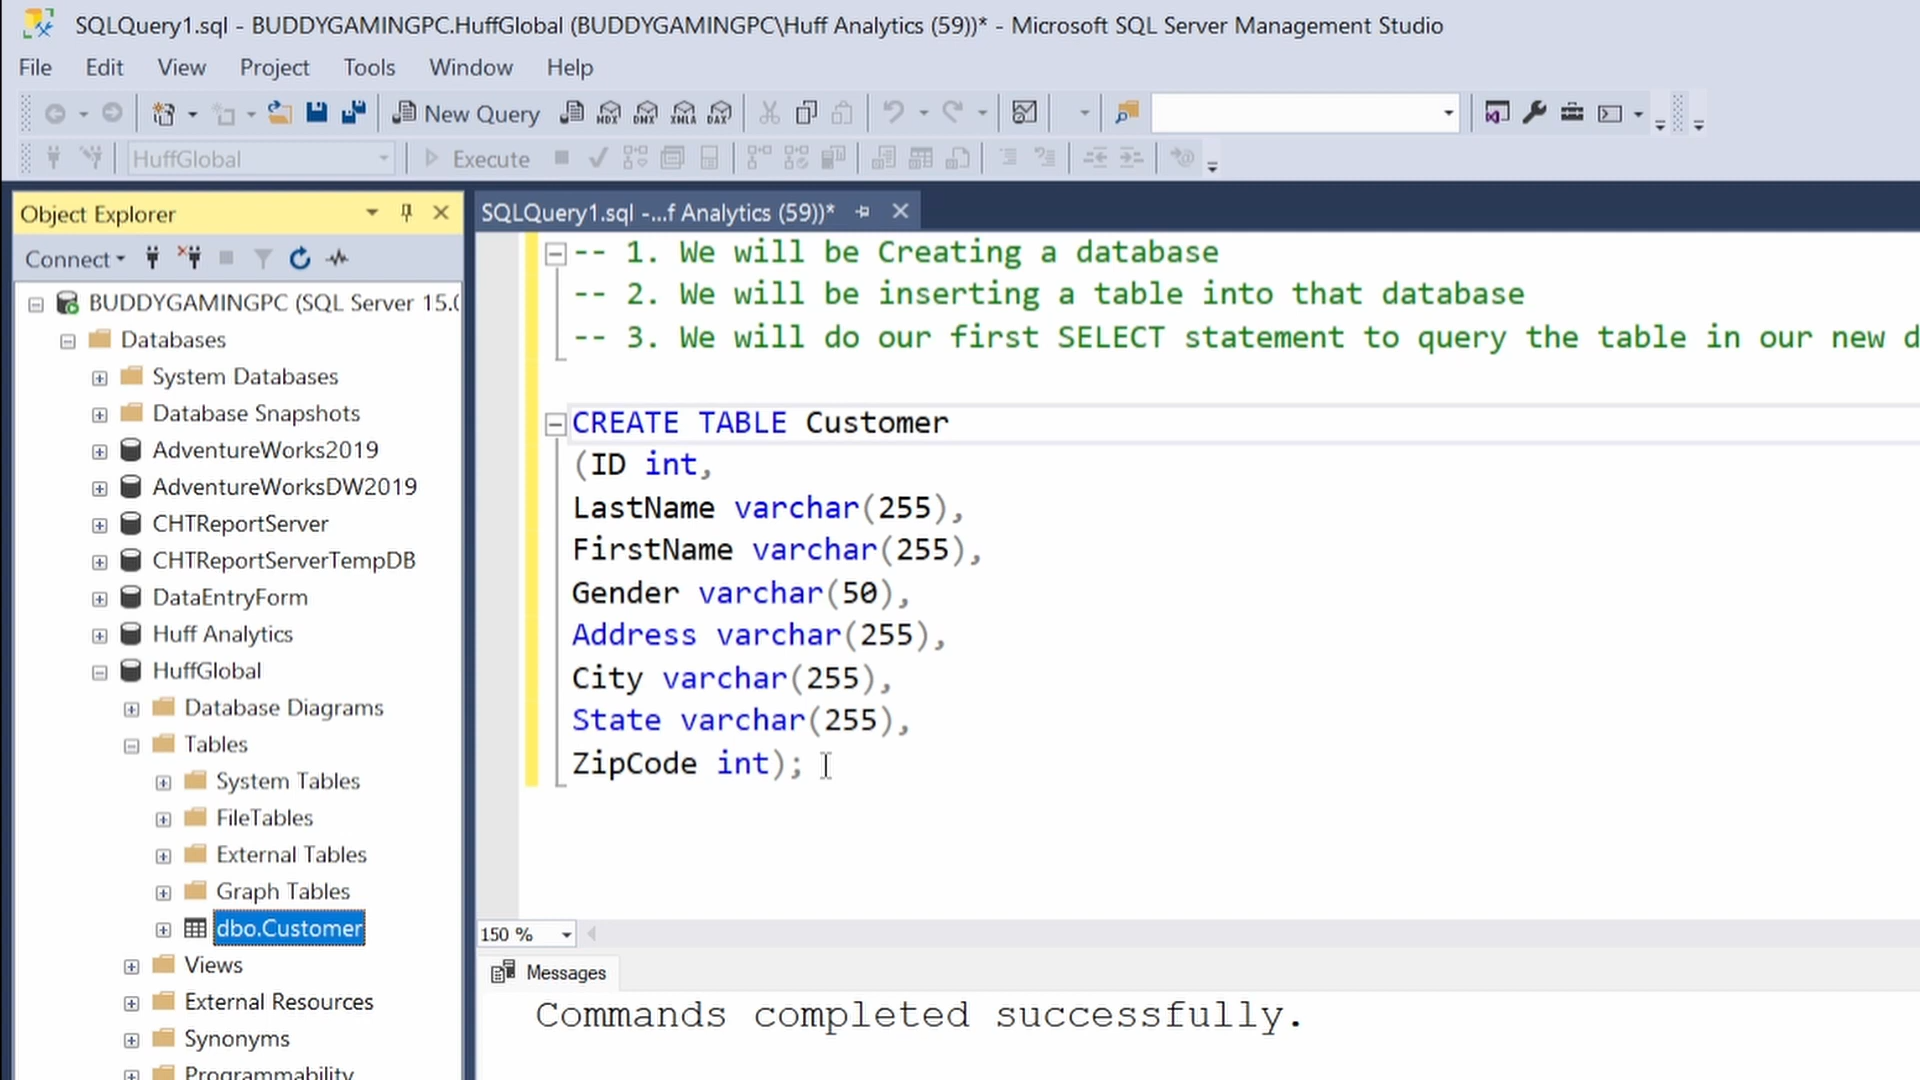 SQLQuery1.sql - BUDDYGAMINGPC.HuffGlobal (BUDDYGAMINGPC\Huff Analytics (59))* - Microsoft SQL Server Management Studio
File Edit View Project Tools Window Help
New Query MDX DMX XMLA DAX
HuffGlobal Execute
Object Explorer
Connect
BUDDYGAMINGPC (SQL Server 15.0
Databases
System Databases
Database Snapshots
AdventureWorks2019
AdventureWorksDW2019
CHTReportServer
CHTReportServerTempDB
DataEntryForm
Huff Analytics
HuffGlobal
Database Diagrams
Tables
System Tables
FileTables
External Tables
Graph Tables
dbo.Customer
Views
External Resources
Synonyms
Programmability
SQLQuery1.sql -...f Analytics (59))*
-- 1. We will be Creating a database
-- 2. We will be inserting a table into that database
-- 3. We will do our first SELECT statement to query the table in our new d
CREATE TABLE Customer
(ID int,
LastName varchar(255),
FirstName varchar(255),
Gender varchar(50),
Address varchar(255),
City varchar(255),
State varchar(255),
ZipCode int);
150 %
Messages
Commands completed successfully.